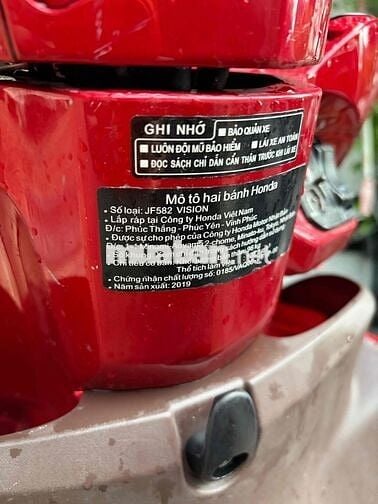 GHI NHỚ
■ BẢO QUẢN XE
■ LUÔN ĐỘI MŨ BẢO HIỂM
■ LÁI XE AN TOÀN
■ ĐỌC SÁCH CHỈ DẪN CẨN THẬN TRƯỚC KHI LÁI XE
Mô tô hai bánh Honda
• Số loại: JF582 VISION
• Lắp ráp tại Công ty Honda Việt Nam
Đ/c: Phúc Thắng - Phúc Yên - Vĩnh Phúc
• Được sự cho phép của Công ty Honda Motor Nhật Bản
Thể tích làm việc
• Chứng nhận chất lượng số: 0185/VAQ
• Năm sản xuất: 2019